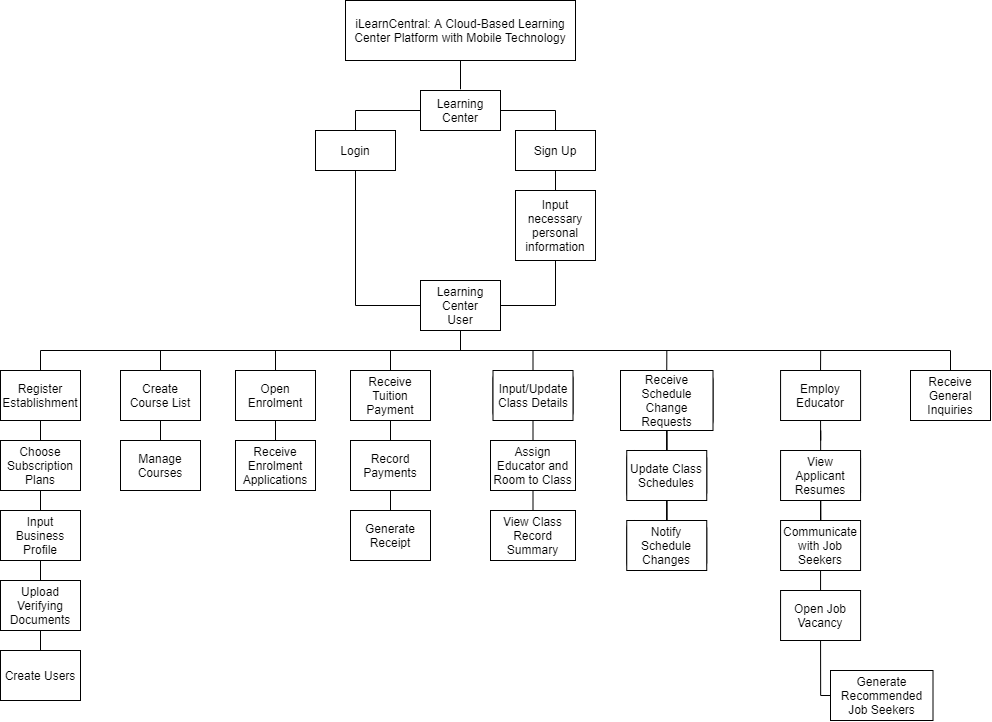 iLearnCentral: A Cloud-Based Learning
Center Platform with Mobile Technology
Learning
Center
Login
Sign Up
Input
necessary
personal
information
Learning
Center
User
Register
Establishment
Create
Course List
Open
Enrolment
Receive
Tuition
Payment
Input/Update
Class Details
Receive
Schedule
Change
Requests
Employ
Educator
Receive
General
Inquiries
Choose
Subscription
Plans
Manage
Courses
Receive
Enrolment
Applications
Record
Payments
Assign
Educator and
Room to Class
Update Class
Schedules
View
Applicant
Resumes
Input
Business
Profile
Generate
Receipt
View Class
Record
Summary
Notify
Schedule
Changes
Communicate
with Job
Seekers
Upload
Verifying
Documents
Open Job
Vacancy
Create Users
Generate
Recommended
Job Seekers